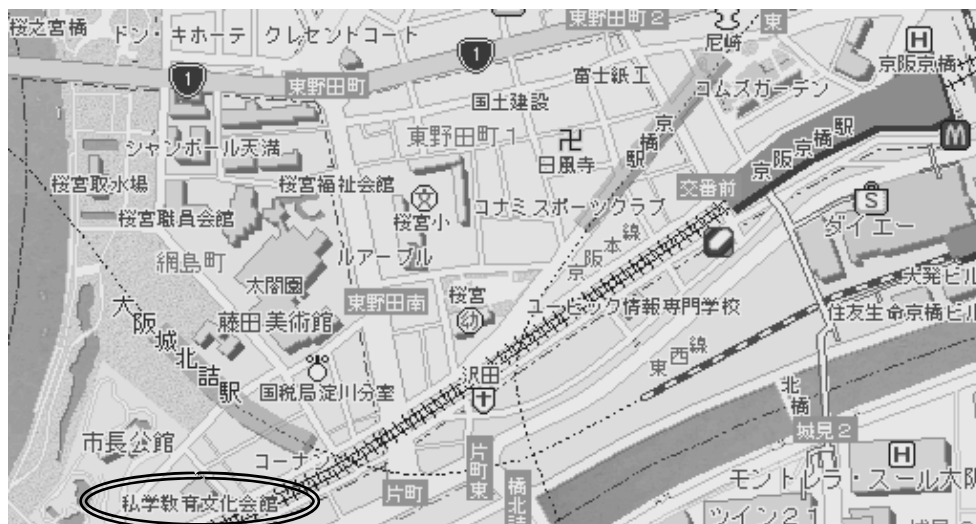 桜之宮橋
ドン・キホーテ
クレセントコート
東野田町2
東
尼崎
H
京阪京橋
1
1
東野田町
富士紙工
コムズガーデン
国土建設
東野田町1
京橋駅
京阪京橋駅
M
シャンボール天満
日風寺
桜宮取水場
桜宮福祉会館
交番前
S
桜宮職員会館
桜宮小
コナミスポーツクラブ
ダイエー
網島町
ルアーブル
京阪本線
太閤園
大発ビル
東野田南
桜宮
幼
ユービック情報専門学校
住友生命京橋ビル
大阪城北詰駅
藤田美術館
東西線
国税局淀川分室
沢田
北橋
城見2
市長公館
コーナン
片町東
H
モントレラ・スール大阪
片町
橋北詰
私学教育文化会館
ツイン21
城見